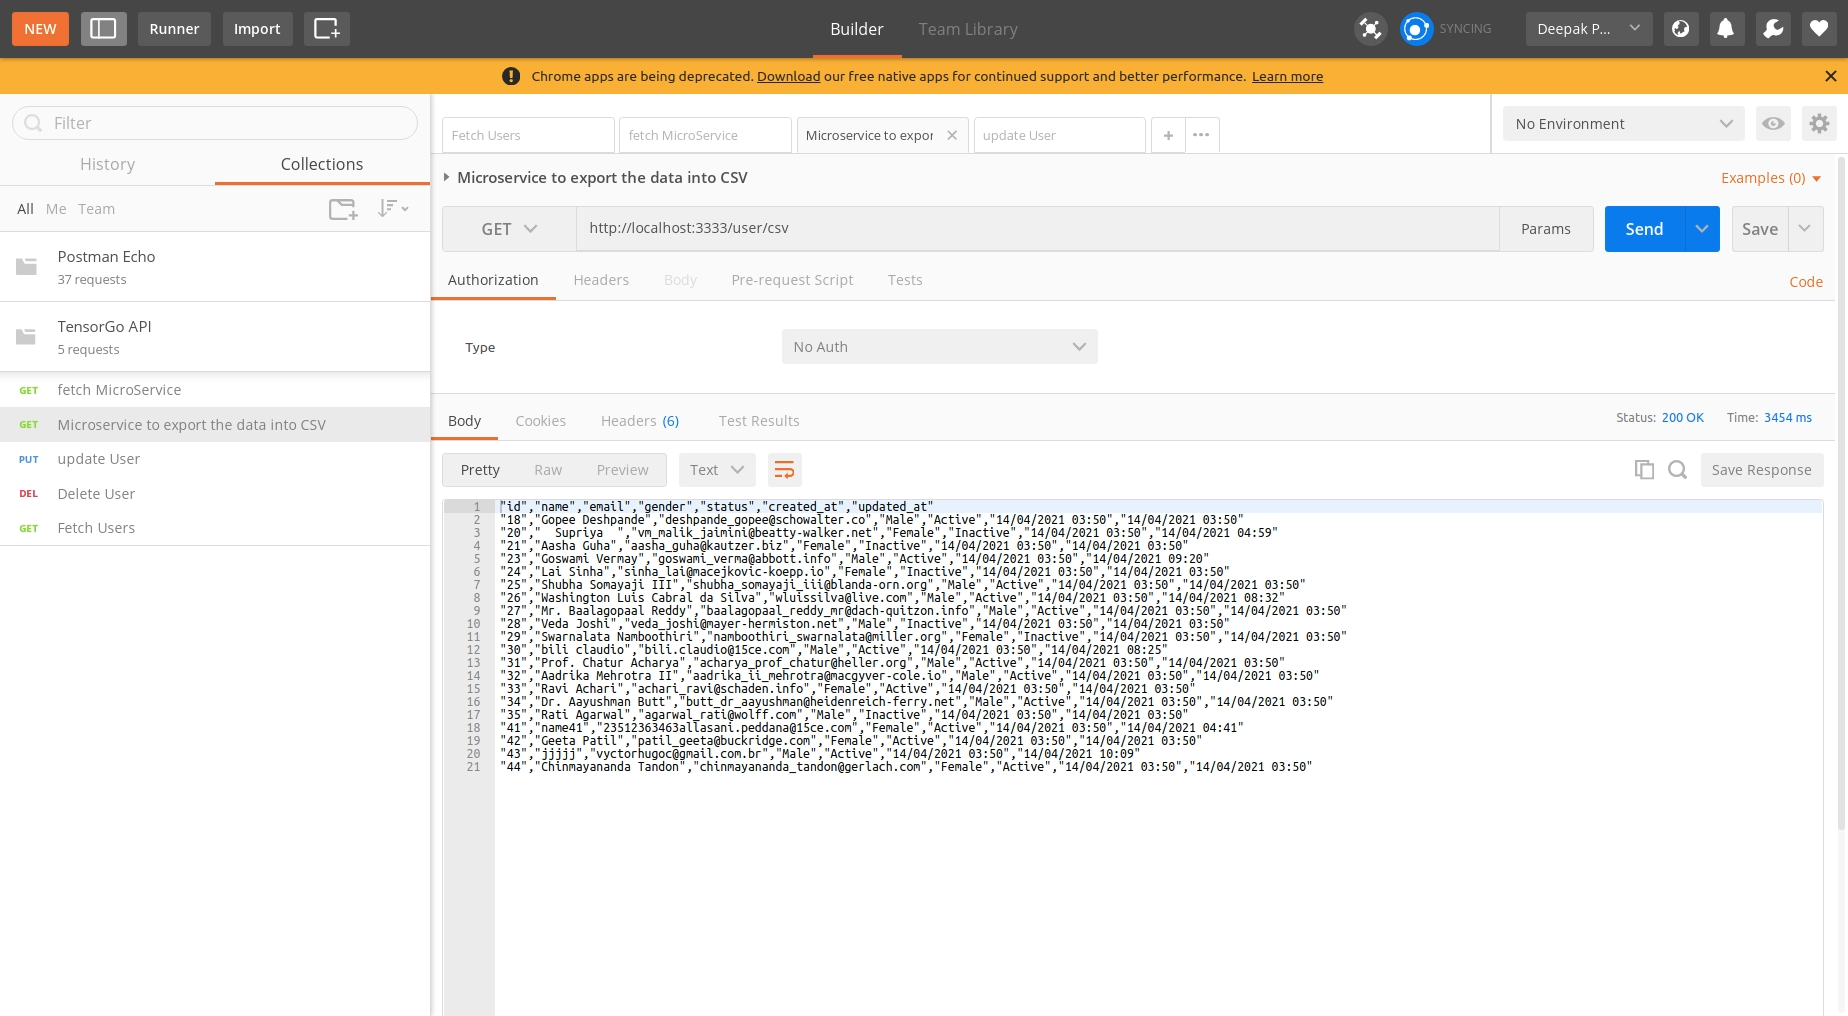 NEW Runner Import Builder Team Library SYNCING Deepak P...
! Chrome apps are being deprecated. Download our free native apps for continued support and better performance. Learn more
Filter
History Collections
All Me Team
Postman Echo
37 requests
TensorGo API
5 requests
GET fetch MicroService
GET Microservice to export the data into CSV
PUT update User
DEL Delete User
GET Fetch Users
Fetch Users fetch MicroService Microservice to expor update User + ••• No Environment
Microservice to export the data into CSV Examples (0)
GET http://localhost:3333/user/csv Params Send Save
Authorization Headers Body Pre-request Script Tests Code
Type No Auth
Body Cookies Headers (6) Test Results Status: 200 OK Time: 3454 ms
Pretty Raw Preview Text Save Response
1 "id","name","email","gender","status","created_at","updated_at"
2 "18","Gopee Deshpande","deshpande_gopee@schowalter.co","Male","Active","14/04/2021 03:50","14/04/2021 03:50"
3 "20","  Supriya  ","vm_malik_jaimini@beatty-walker.net","Female","Inactive","14/04/2021 03:50","14/04/2021 04:59"
4 "21","Aasha Guha","aasha_guha@kautzer.biz","Female","Inactive","14/04/2021 03:50","14/04/2021 03:50"
5 "23","Goswami Vermay","goswami_verma@abbott.info","Male","Active","14/04/2021 03:50","14/04/2021 09:20"
6 "24","Lai Sinha","sinha_lai@macejkovic-koepp.io","Female","Inactive","14/04/2021 03:50","14/04/2021 03:50"
7 "25","Shubha Somayaji III","shubha_somayaji_iii@blanda-orn.org","Male","Active","14/04/2021 03:50","14/04/2021 03:50"
8 "26","Washington Luis Cabral da Silva","wluissilva@live.com","Male","Active","14/04/2021 03:50","14/04/2021 08:32"
9 "27","Mr. Baalagopaal Reddy","baalagopaal_reddy_mr@dach-quitzon.info","Male","Active","14/04/2021 03:50","14/04/2021 03:50"
10 "28","Veda Joshi","veda_joshi@mayer-hermiston.net","Male","Inactive","14/04/2021 03:50","14/04/2021 03:50"
11 "29","Swarnalata Namboothiri","namboothiri_swarnalata@miller.org","Female","Inactive","14/04/2021 03:50","14/04/2021 03:50"
12 "30","bili claudio","bili.claudio@15ce.com","Male","Active","14/04/2021 03:50","14/04/2021 08:25"
13 "31","Prof. Chatur Acharya","acharya_prof_chatur@heller.org","Male","Active","14/04/2021 03:50","14/04/2021 03:50"
14 "32","Aadrika Mehrotra II","aadrika_ii_mehrotra@macgyver-cole.io","Male","Active","14/04/2021 03:50","14/04/2021 03:50"
15 "33","Ravi Achari","achari_ravi@schaden.info","Female","Active","14/04/2021 03:50","14/04/2021 03:50"
16 "34","Dr. Aayushman Butt","butt_dr_aayushman@heidenreich-ferry.net","Male","Active","14/04/2021 03:50","14/04/2021 03:50"
17 "35","Rati Agarwal","agarwal_rati@wolff.com","Male","Inactive","14/04/2021 03:50","14/04/2021 03:50"
18 "41","name41","23512363463allasani.peddana@15ce.com","Female","Active","14/04/2021 03:50","14/04/2021 04:41"
19 "42","Geeta Patil","patil_geeta@buckridge.com","Female","Active","14/04/2021 03:50","14/04/2021 03:50"
20 "43","jjjjj","vyctorhugoc@gmail.com.br","Male","Active","14/04/2021 03:50","14/04/2021 10:09"
21 "44","Chinmayananda Tandon","chinmayananda_tandon@gerlach.com","Female","Active","14/04/2021 03:50","14/04/2021 03:50"